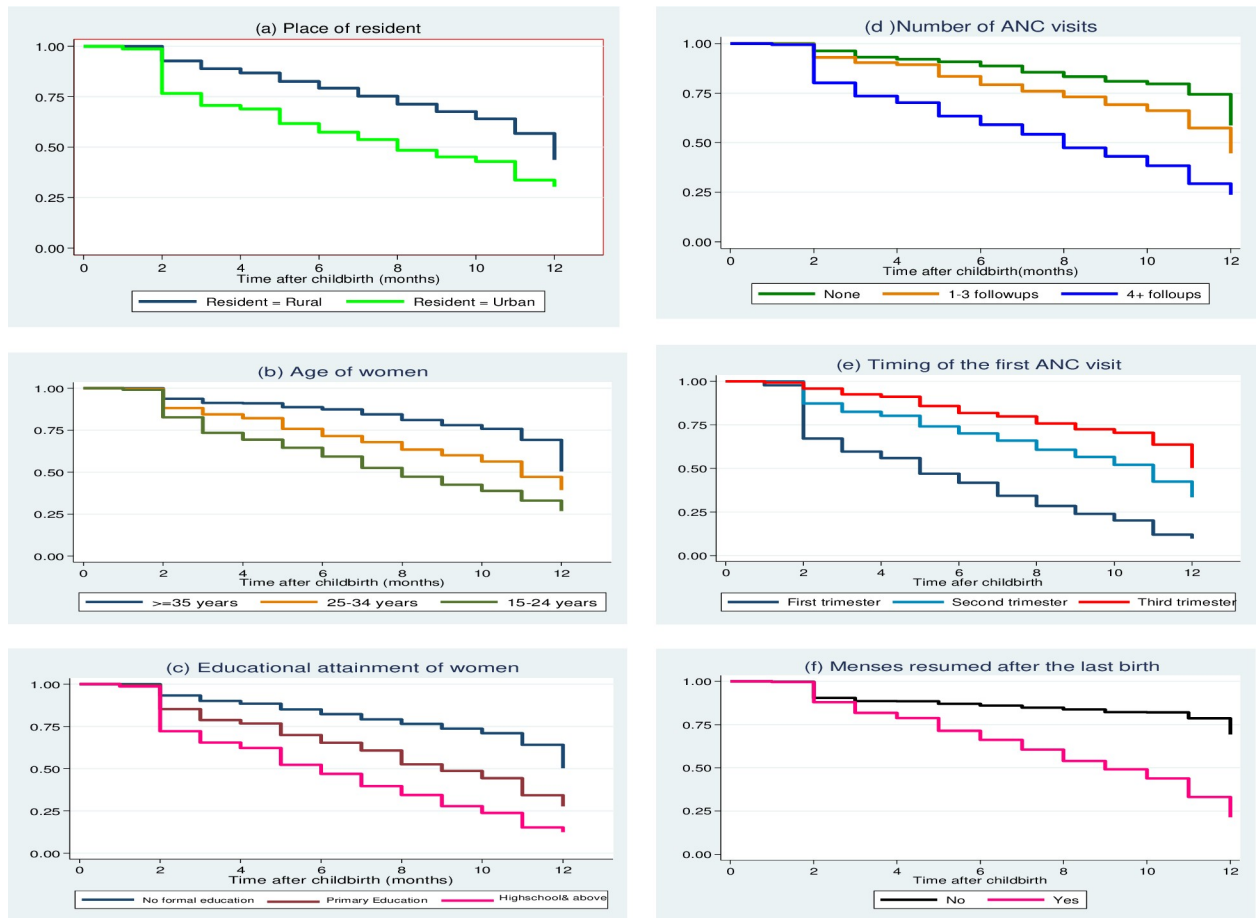 (a) Place of resident
1.00
0.75
0.50
0.25
0.00
0 2 4 6 8 10 12
Time after childbirth (months)
Resident = Rural Resident = Urban
(b) Age of women
1.00
0.75
0.50
0.25
0.00
0 2 4 6 8 10 12
Time after childbirth (months)
>=35 years 25-34 years 15-24 years
(c) Educational attainment of women
1.00
0.75
0.50
0.25
0.00
0 2 4 6 8 10 12
Time after childbirth (months)
No formal education Primary Education Highschool& above
(d )Number of ANC visits
1.00
0.75
0.50
0.25
0.00
0 2 4 6 8 10 12
Time after childbirth(months)
None 1-3 followups 4+ folloups
(e) Timing of the first ANC visit
1.00
0.75
0.50
0.25
0.00
0 2 4 6 8 10 12
Time after childbirth
First trimester Second trimester Third trimester
(f) Menses resumed after the last birth
1.00
0.75
0.50
0.25
0.00
0 2 4 6 8 10 12
Time after childbirth
No Yes